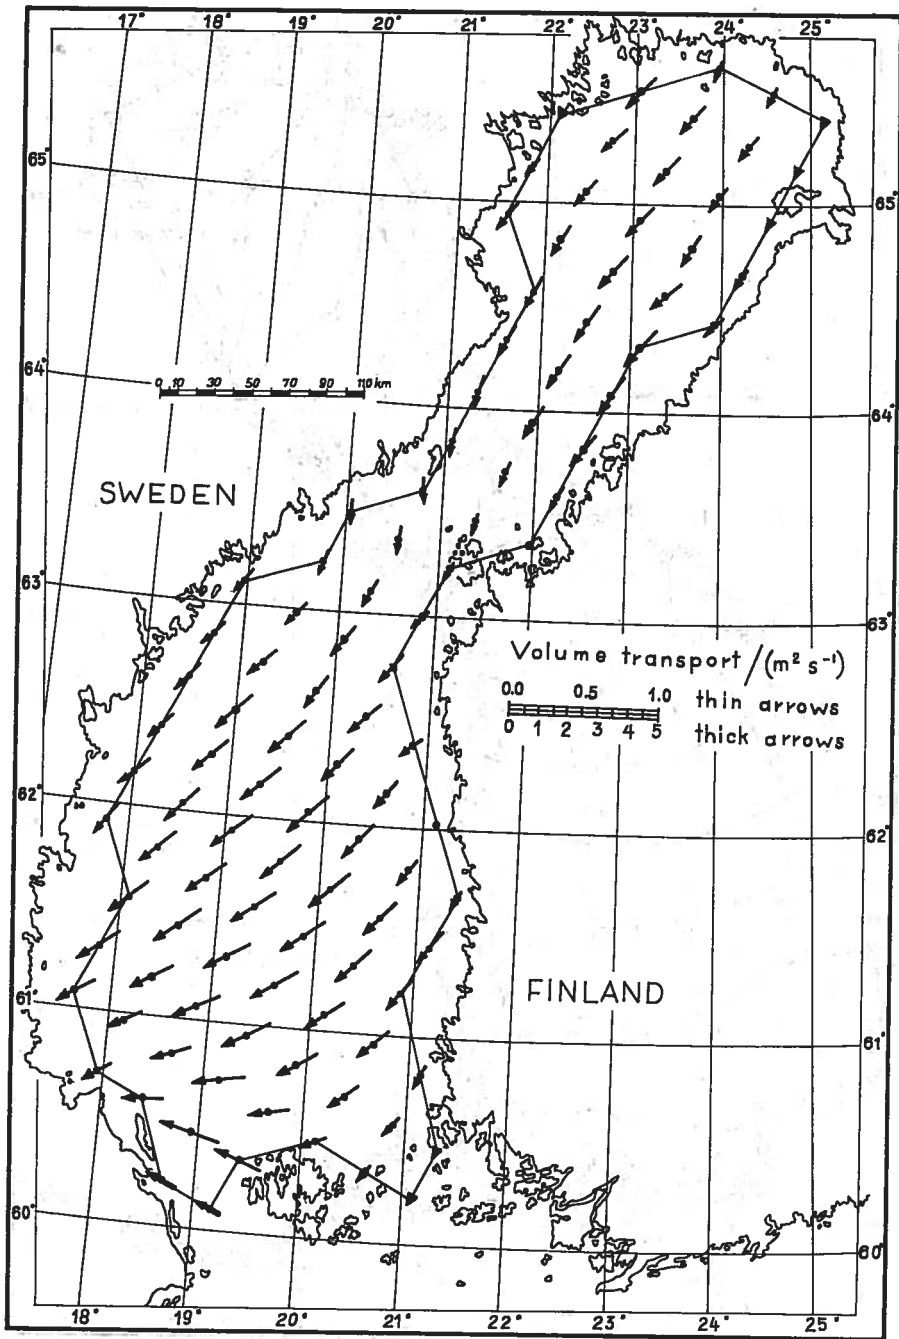 17° 18° 19° 20° 21° 22° 23° 24° 25°
65°
65°
64°
0 10 30 50 70 90 110 km
64°
SWEDEN
63°
63°
Volume transport / (m² s⁻¹)
0.0 0.5 1.0 thin arrows
0 1 2 3 4 5 thick arrows
62°
62°
FINLAND
61°
61°
60°
60°
18° 19° 20° 21° 22° 23° 24° 25°